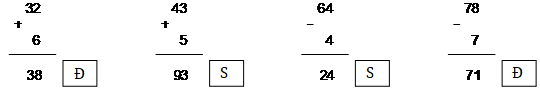 32 43 64 78
+ + − −
6 5 4 7
38 Đ 93 S 24 S 71 Đ